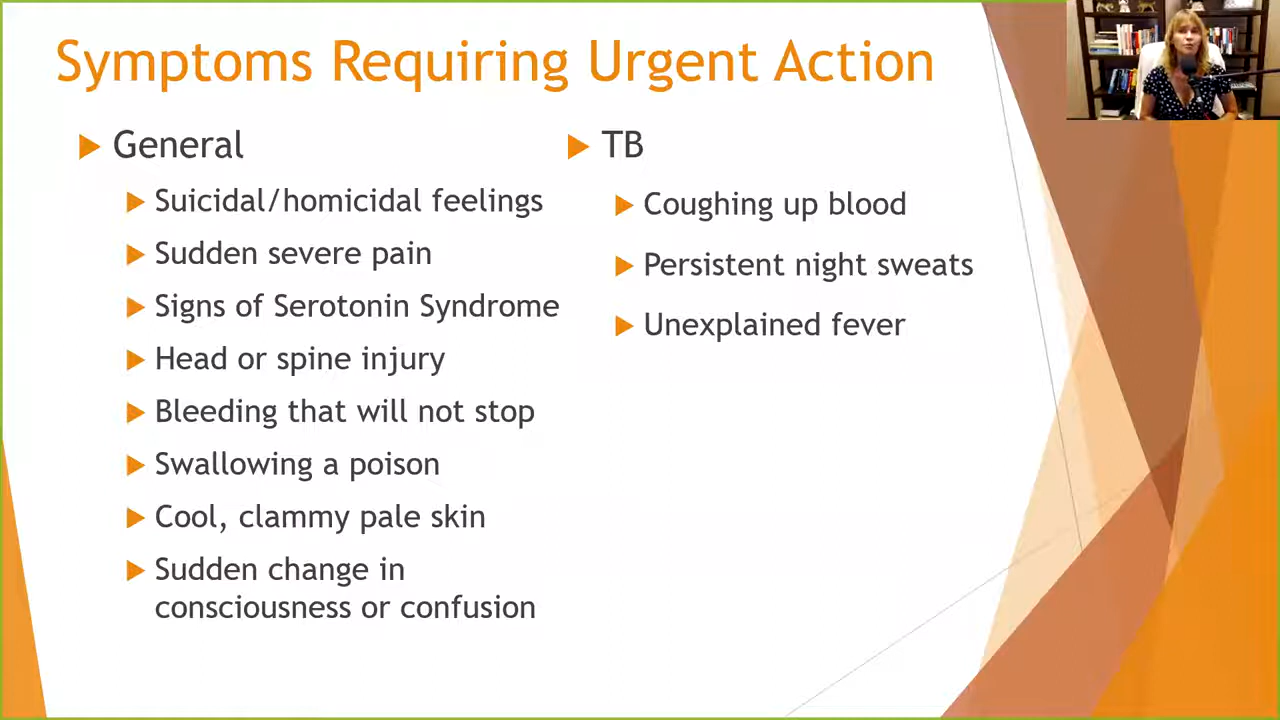 Symptoms Requiring Urgent Action
General
Suicidal/homicidal feelings
Sudden severe pain
Signs of Serotonin Syndrome
Head or spine injury
Bleeding that will not stop
Swallowing a poison
Cool, clammy pale skin
Sudden change in
consciousness or confusion
TB
Coughing up blood
Persistent night sweats
Unexplained fever